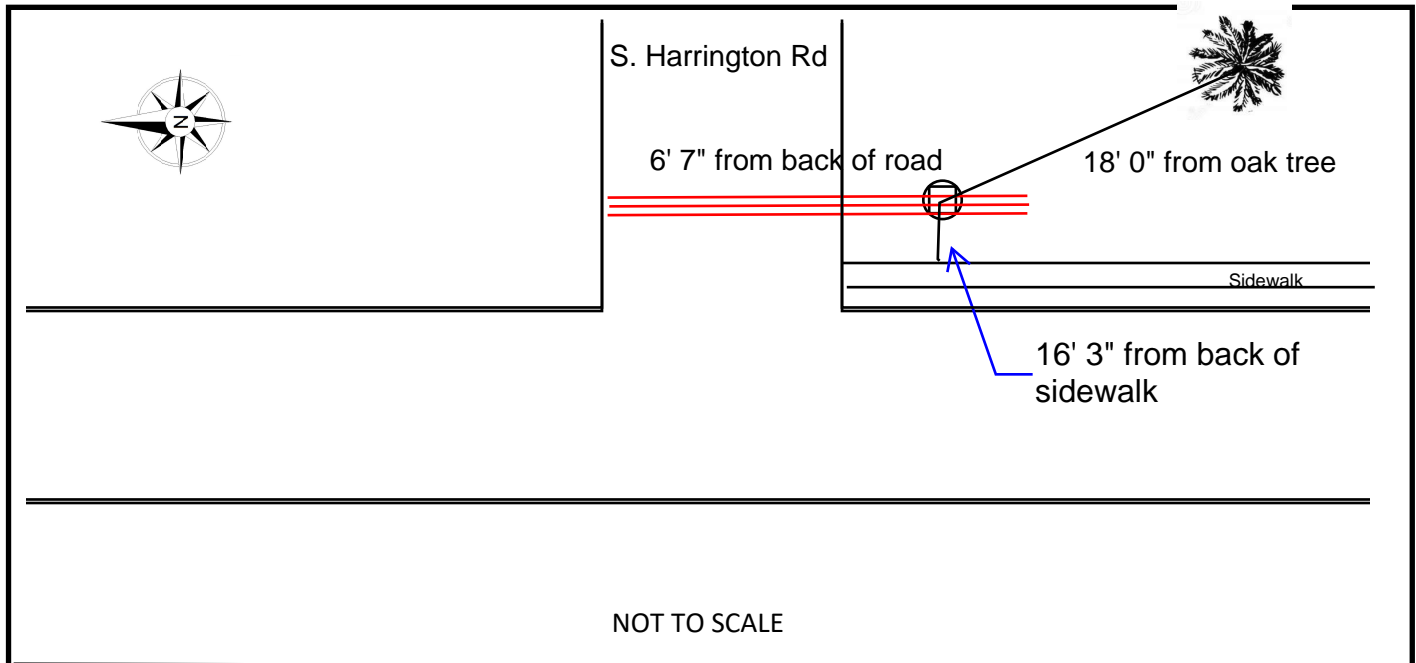 S. Harrington Rd
N
6' 7" from back of road
18' 0" from oak tree
Sidewalk
16' 3" from back of
sidewalk
NOT TO SCALE